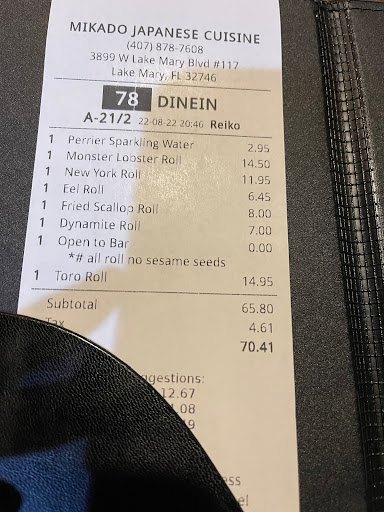 MIKADO JAPANESE CUISINE
(407) 878-7608
3899 W Lake Mary Blvd #117
Lake Mary, FL 32746
78 DINEIN
A-21/2 22-08-22 20:46 Reiko
1 Perrier Sparkling Water 2.95
1 Monster Lobster Roll 14.50
1 New York Roll 11.95
1 Eel Roll 6.45
1 Fried Scallop Roll 8.00
1 Dynamite Roll 7.00
1 Open to Bar 0.00
*# all roll no sesame seeds
1 Toro Roll 14.95
Subtotal 65.80
Tax 4.61
70.41
ggestions:
12.67
.08